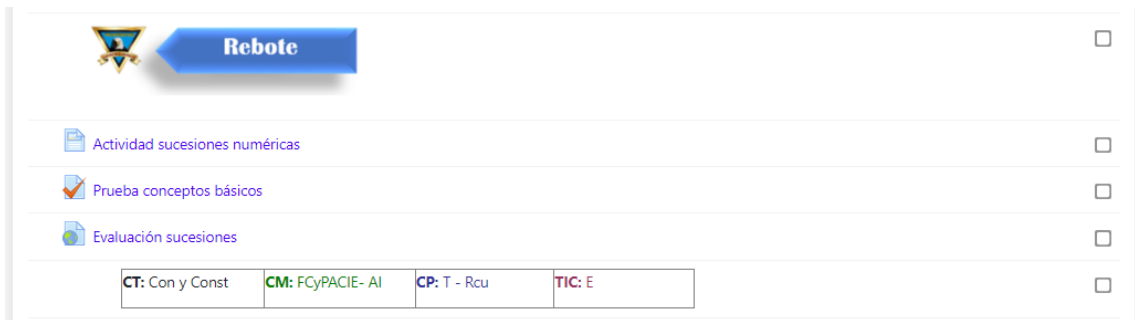 Rebote
Actividad sucesiones numéricas
Prueba conceptos básicos
Evaluación sucesiones
CT: Con y Const CM: FCyPACIE- AI CP: T - Rcu TIC: E